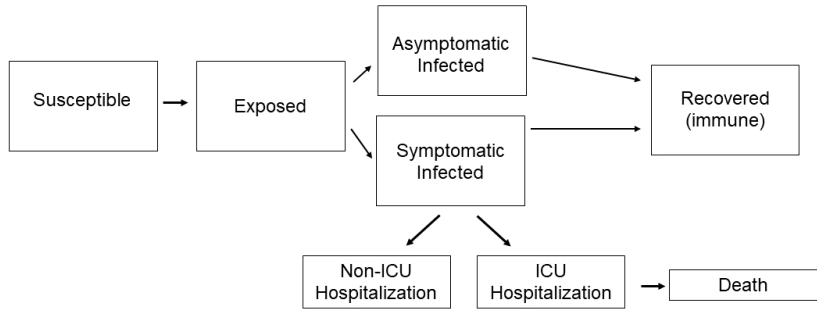 Susceptible
Exposed
Asymptomatic
Infected
Symptomatic
Infected
Recovered
(immune)
Non-ICU
Hospitalization
ICU
Hospitalization
Death